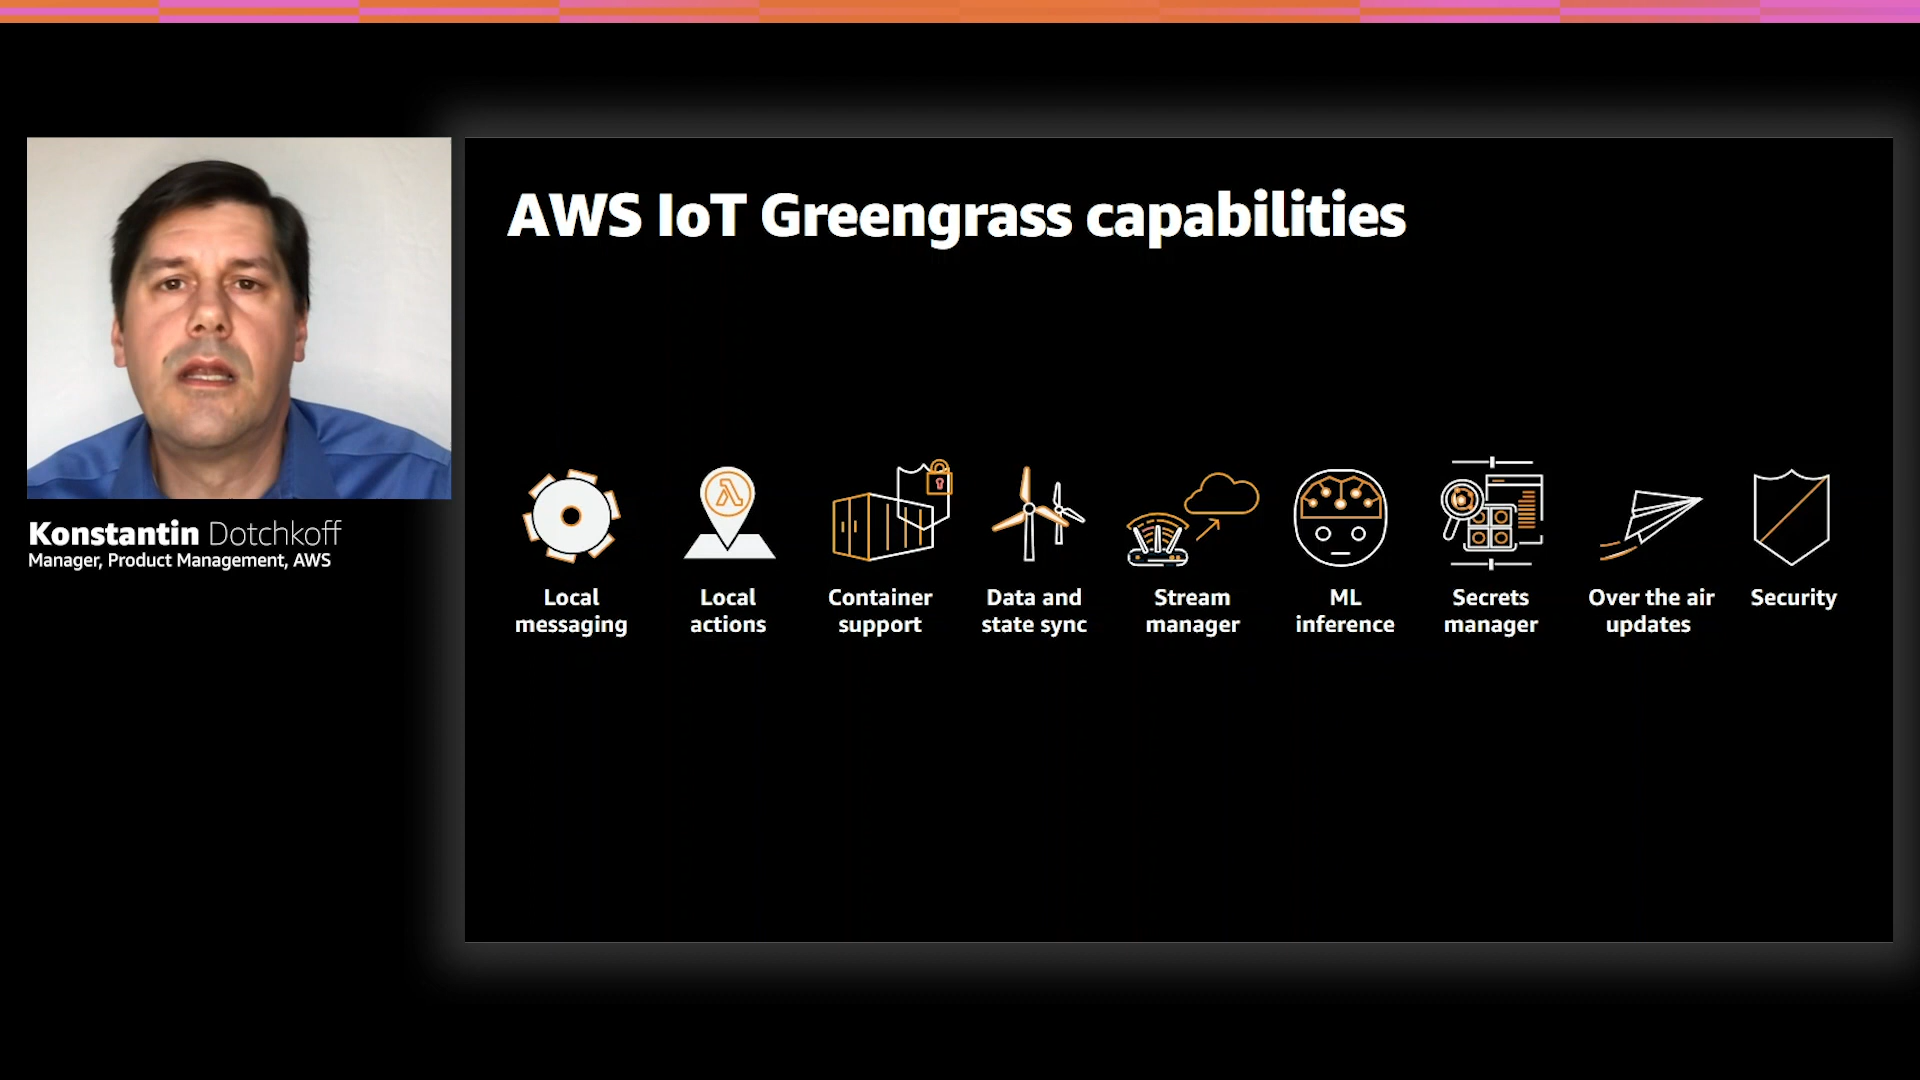 AWS IoT Greengrass capabilities
Konstantin Dotchkoff
Manager, Product Management, AWS
Local
messaging
Local
actions
Container
support
Data and
state sync
Stream
manager
ML
inference
Secrets
manager
Over the air
updates
Security